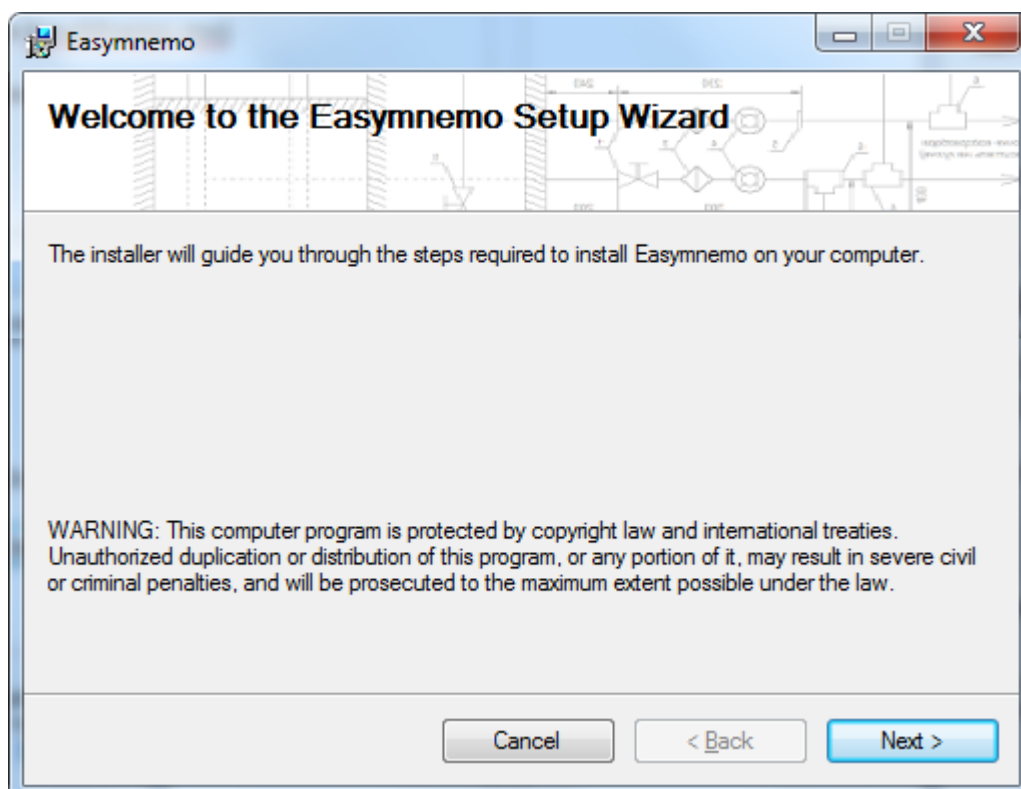 Easymnemo
Welcome to the Easymnemo Setup Wizard
The installer will guide you through the steps required to install Easymnemo on your computer.
WARNING: This computer program is protected by copyright law and international treaties.
Unauthorized duplication or distribution of this program, or any portion of it, may result in severe civil
or criminal penalties, and will be prosecuted to the maximum extent possible under the law.
Cancel
< Back
Next >